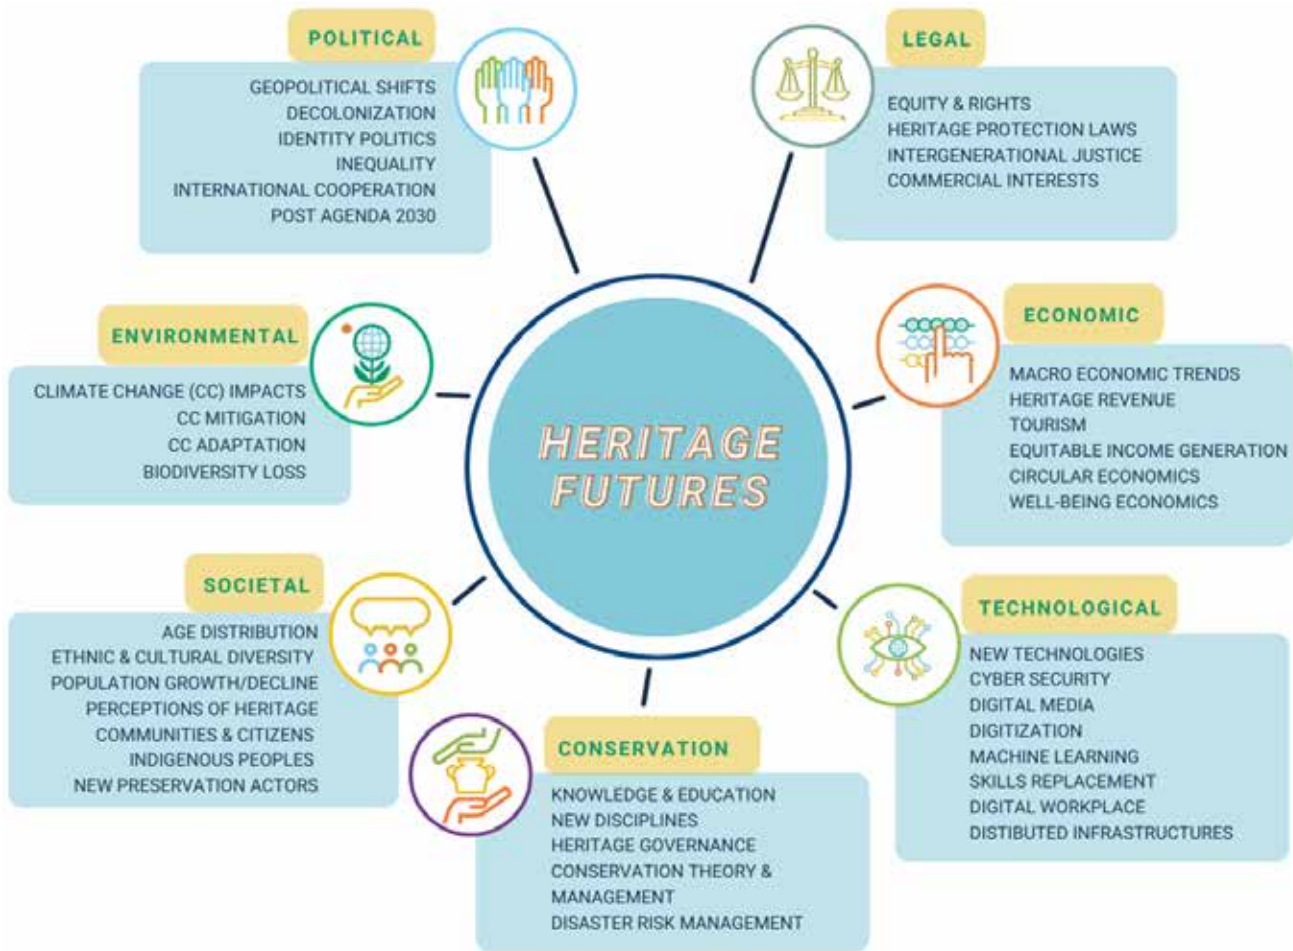 POLITICAL
GEOPOLITICAL SHIFTS
DECOLONIZATION
IDENTITY POLITICS
INEQUALITY
INTERNATIONAL COOPERATION
POST AGENDA 2030
LEGAL
EQUITY & RIGHTS
HERITAGE PROTECTION LAWS
INTERGENERATIONAL JUSTICE
COMMERCIAL INTERESTS
ENVIRONMENTAL
CLIMATE CHANGE (CC) IMPACTS
CC MITIGATION
CC ADAPTATION
BIODIVERSITY LOSS
HERITAGE
FUTURES
ECONOMIC
MACRO ECONOMIC TRENDS
HERITAGE REVENUE
TOURISM
EQUITABLE INCOME GENERATION
CIRCULAR ECONOMICS
WELL-BEING ECONOMICS
SOCIETAL
AGE DISTRIBUTION
ETHNIC & CULTURAL DIVERSITY
POPULATION GROWTH/DECLINE
PERCEPTIONS OF HERITAGE
COMMUNITIES & CITIZENS
INDIGENOUS PEOPLES
NEW PRESERVATION ACTORS
CONSERVATION
KNOWLEDGE & EDUCATION
NEW DISCIPLINES
HERITAGE GOVERNANCE
CONSERVATION THEORY &
MANAGEMENT
DISASTER RISK MANAGEMENT
TECHNOLOGICAL
NEW TECHNOLOGIES
CYBER SECURITY
DIGITAL MEDIA
DIGITIZATION
MACHINE LEARNING
SKILLS REPLACEMENT
DIGITAL WORKPLACE
DISTIBUTED INFRASTRUCTURES